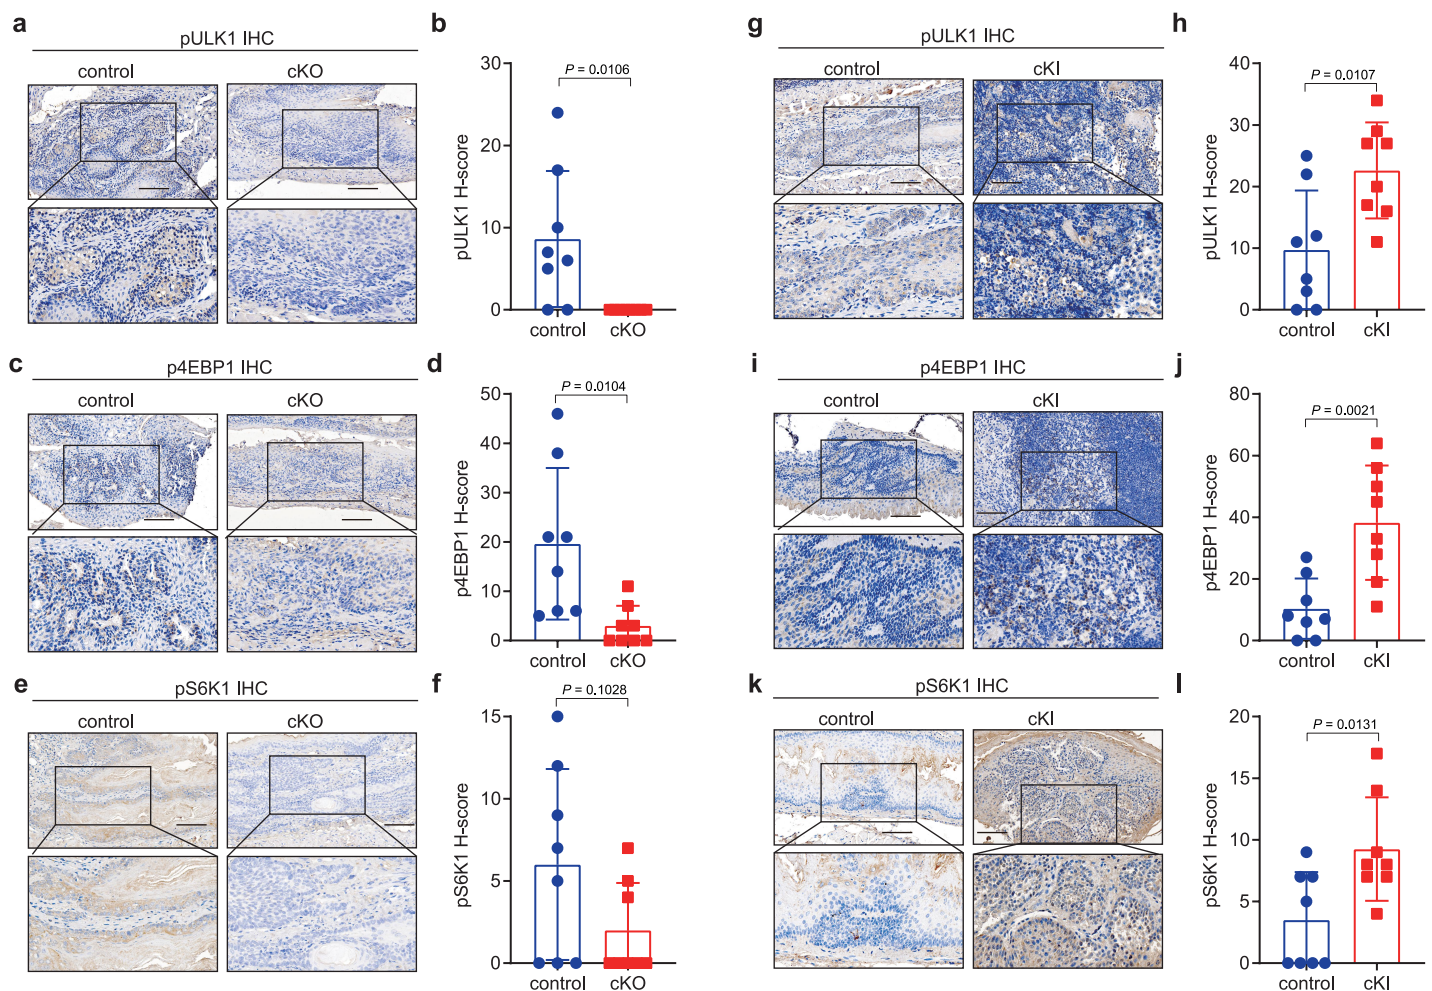 a
pULK1 IHC
control
cKO
b
pULK1 H-score
30
20
10
0
P = 0.0106
control
cKO
c
p4EBP1 IHC
control
cKO
d
p4EBP1 H-score
50
40
30
20
10
0
P = 0.0104
control
cKO
e
pS6K1 IHC
control
cKO
f
pS6K1 H-score
15
10
5
0
P = 0.1028
control
cKO
g
pULK1 IHC
control
cKI
h
pULK1 H-score
40
30
20
10
0
P = 0.0107
control
cKI
i
p4EBP1 IHC
control
cKI
j
p4EBP1 H-score
80
60
40
20
0
P = 0.0021
control
cKI
k
pS6K1 IHC
control
cKI
l
pS6K1 H-score
20
15
10
5
0
P = 0.0131
control
cKI